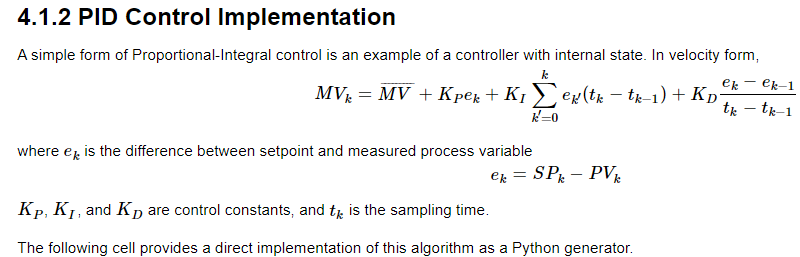 4.1.2 PID Control Implementation
A simple form of Proportional-Integral control is an example of a controller with internal state. In velocity form,
$$MV_k = \overline{MV} + K_P e_k + K_I \sum_{k'=0}^{k} e_{k'}(t_k - t_{k-1}) + K_D \frac{e_k - e_{k-1}}{t_k - t_{k-1}}$$
where $e_k$ is the difference between setpoint and measured process variable
$$e_k = SP_k - PV_k$$
$K_P$, $K_I$, and $K_D$ are control constants, and $t_k$ is the sampling time.
The following cell provides a direct implementation of this algorithm as a Python generator.